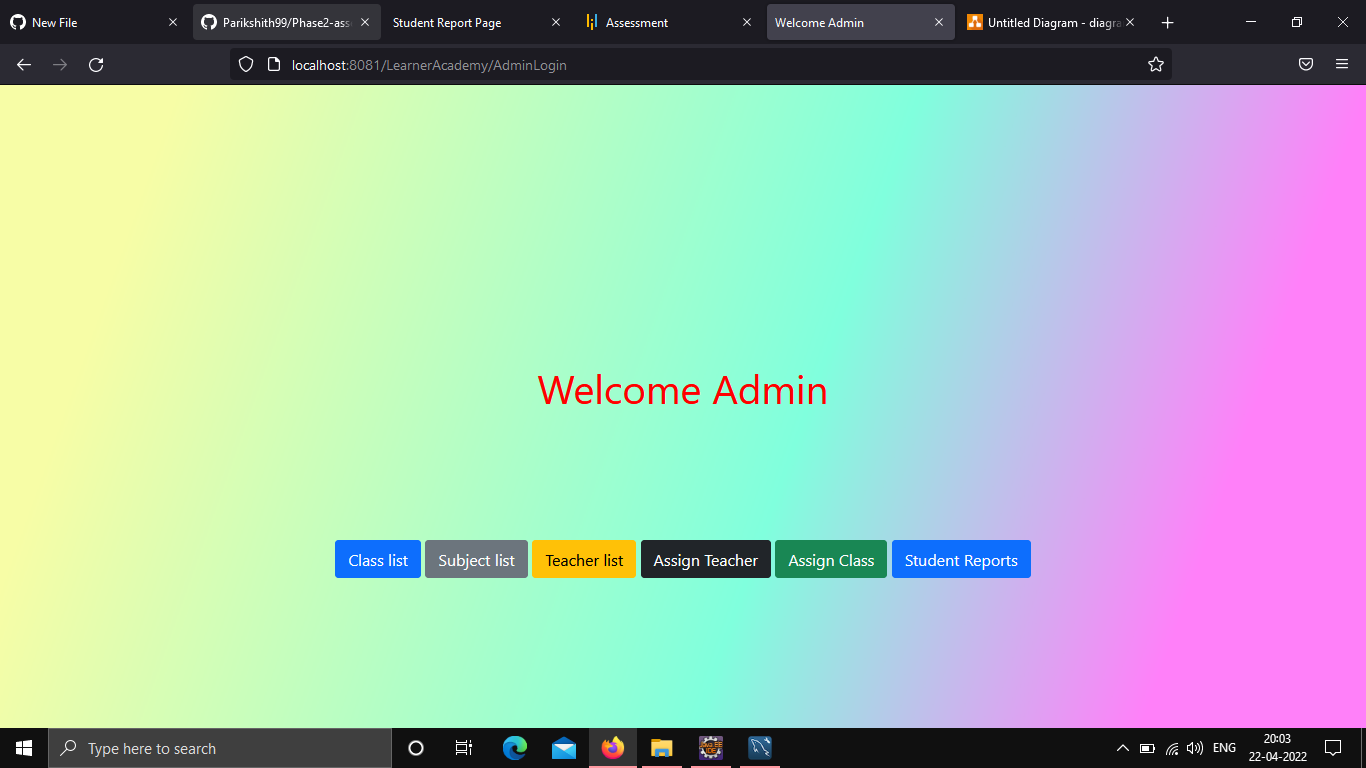 New File
Parikshith99/Phase2-ass
Student Report Page
Assessment
Welcome Admin
Untitled Diagram - diagra
localhost:8081/LearnerAcademy/AdminLogin
Welcome Admin
Class list
Subject list
Teacher list
Assign Teacher
Assign Class
Student Reports
Type here to search
ENG
20:03
22-04-2022